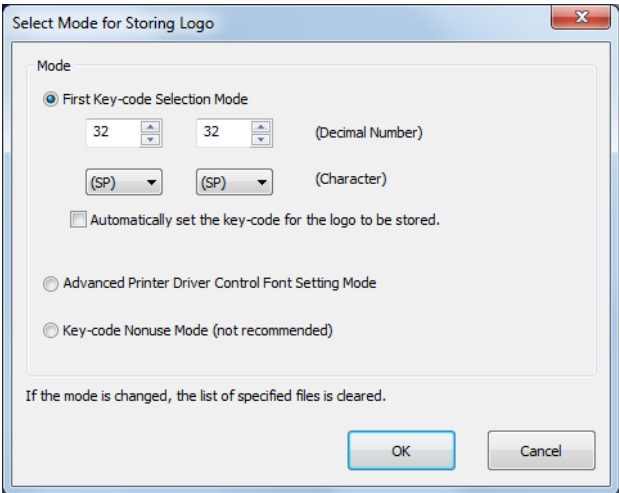 Select Mode for Storing Logo
Mode
First Key-code Selection Mode
32 32 (Decimal Number)
(SP) (SP) (Character)
Automatically set the key-code for the logo to be stored.
Advanced Printer Driver Control Font Setting Mode
Key-code Nonuse Mode (not recommended)
If the mode is changed, the list of specified files is cleared.
OK Cancel